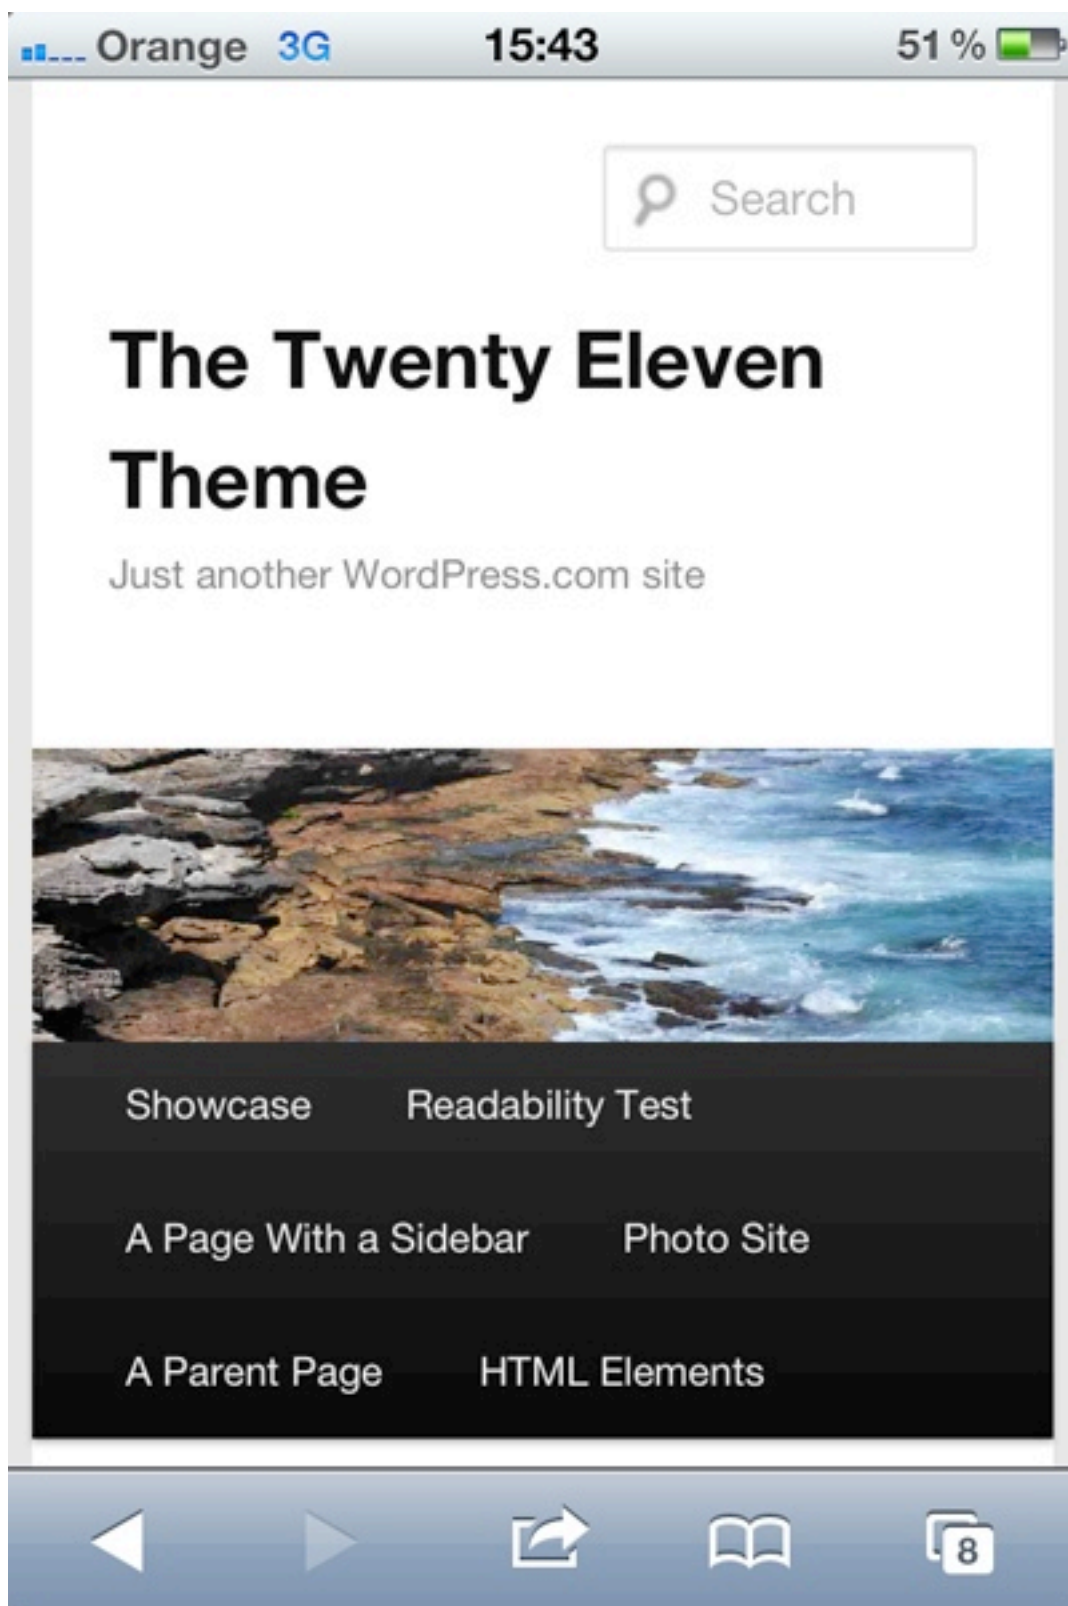 Orange 3G 15:43 51 %
Search
The Twenty Eleven
Theme
Just another WordPress.com site
Showcase Readability Test
A Page With a Sidebar Photo Site
A Parent Page HTML Elements
8